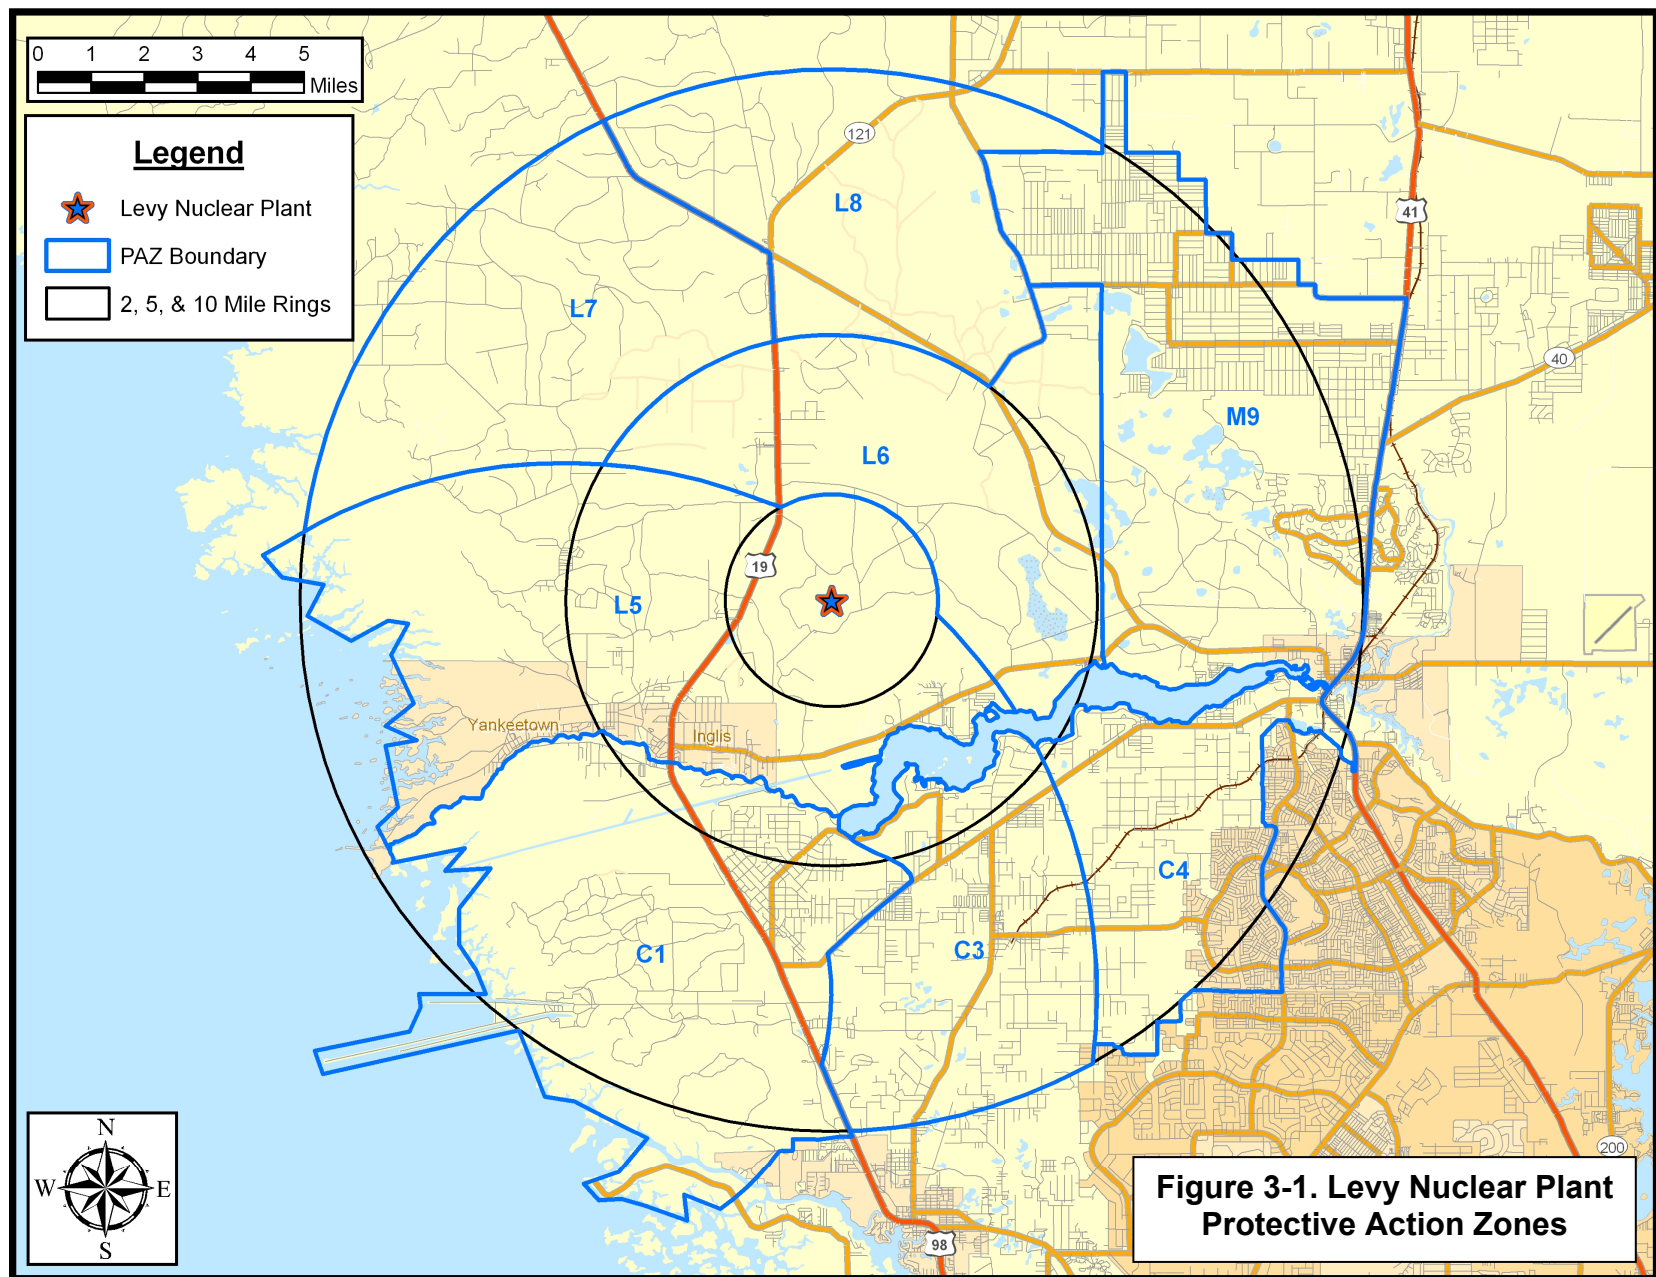 0 1 2 3 4 5
Miles
Legend
Levy Nuclear Plant
PAZ Boundary
2, 5, & 10 Mile Rings
121
L8
41
L7
40
M9
L6
19
L5
Yankeetown
Inglis
C4
C1
C3
N
W E
S
200
98
Figure 3-1. Levy Nuclear Plant
Protective Action Zones